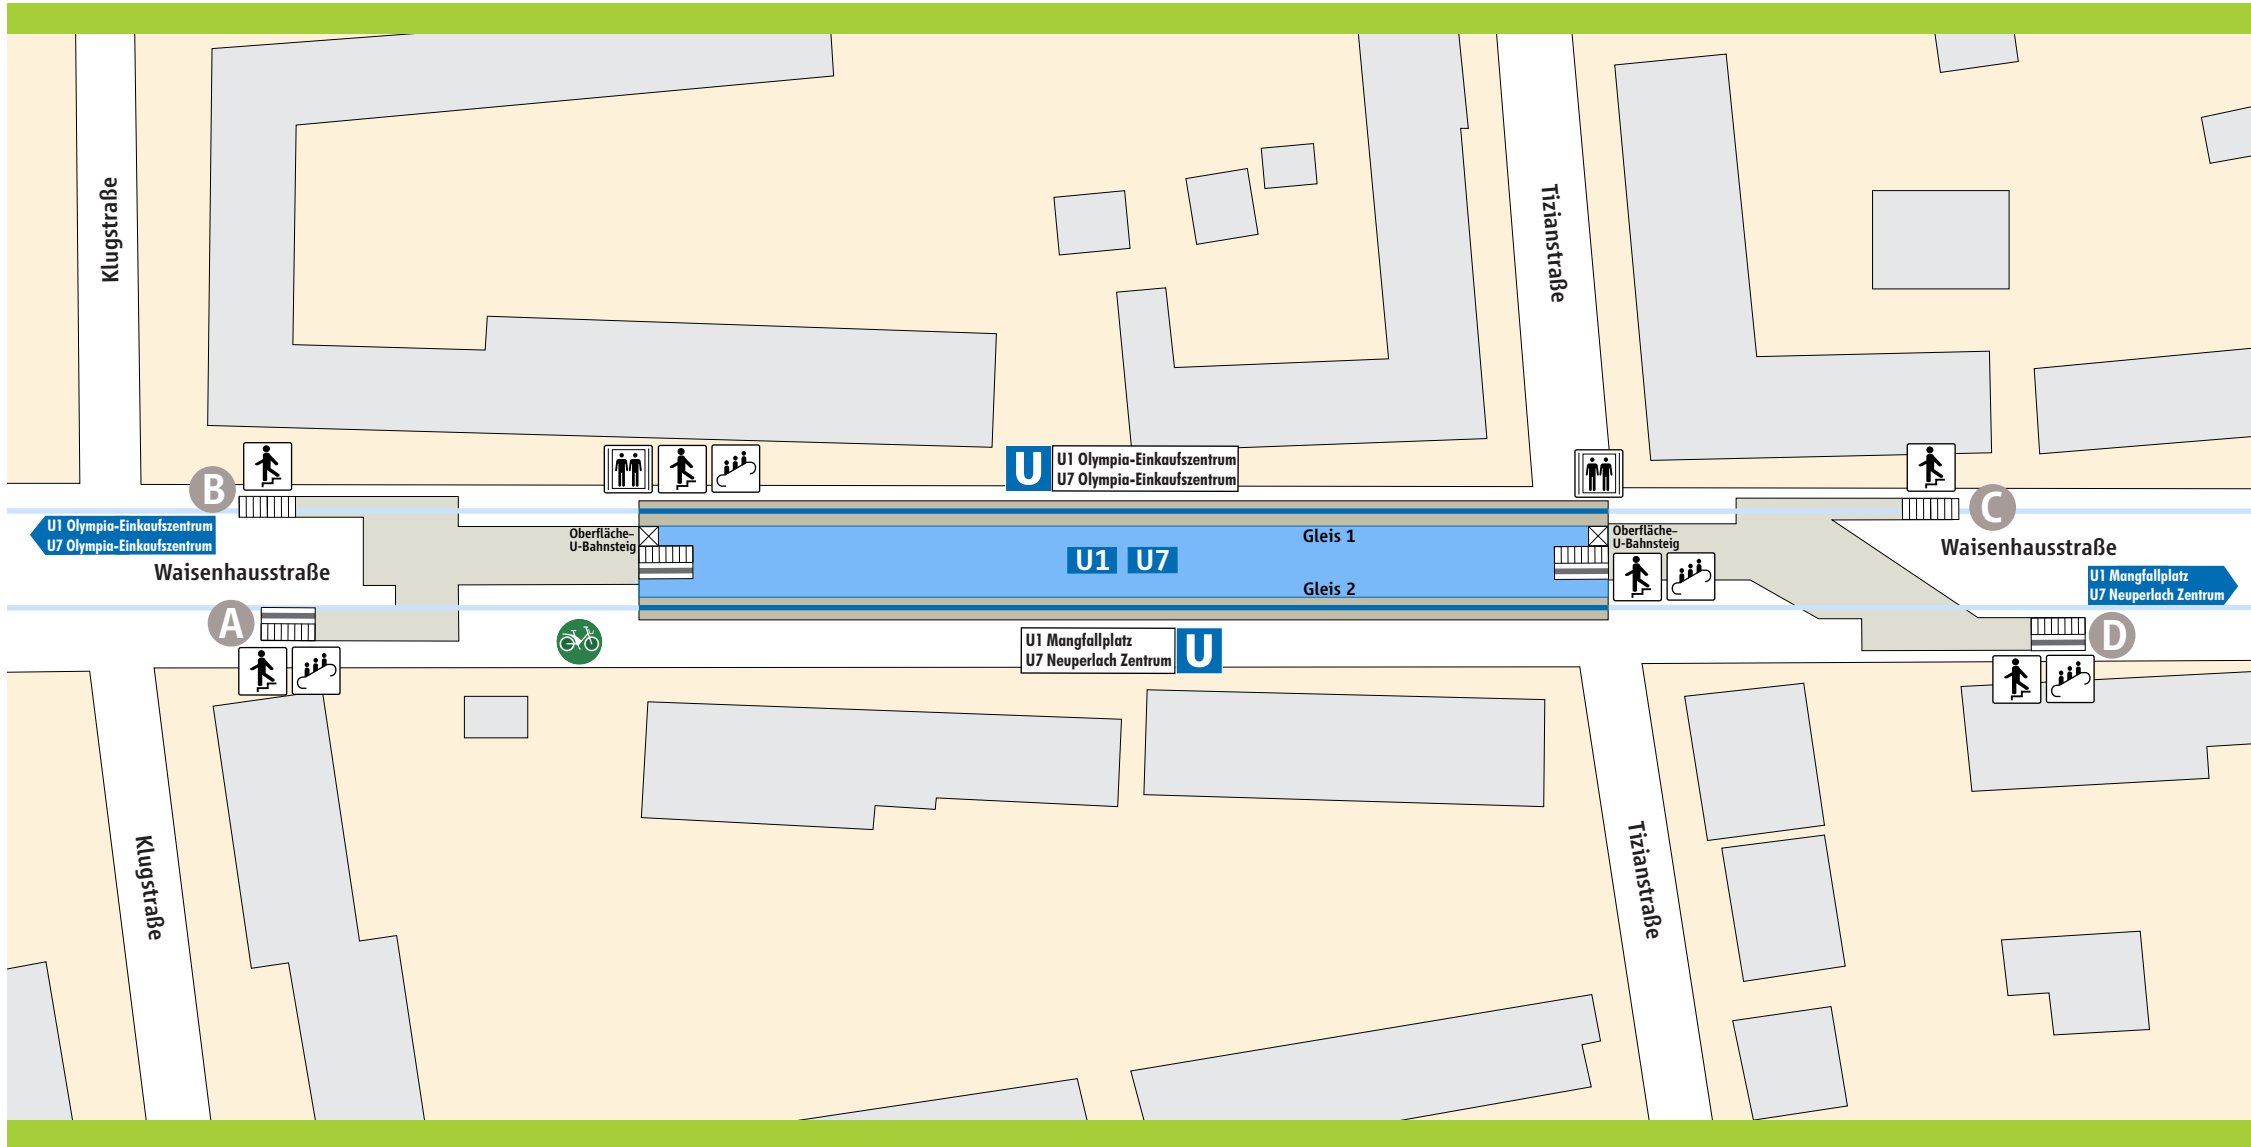 Klugstraße
Tizianstraße
B
U
U1 Olympia-Einkaufszentrum
U7 Olympia-Einkaufszentrum
C
U1 Olympia-Einkaufszentrum
U7 Olympia-Einkaufszentrum
Waisenhausstraße
Oberfläche–
U-Bahnsteig
Gleis 1
U1 U7
Gleis 2
Oberfläche–
U-Bahnsteig
Waisenhausstraße
U1 Mangfallplatz
U7 Neuperlach Zentrum
A
U1 Mangfallplatz
U7 Neuperlach Zentrum
U
D
Klugstraße
Tizianstraße